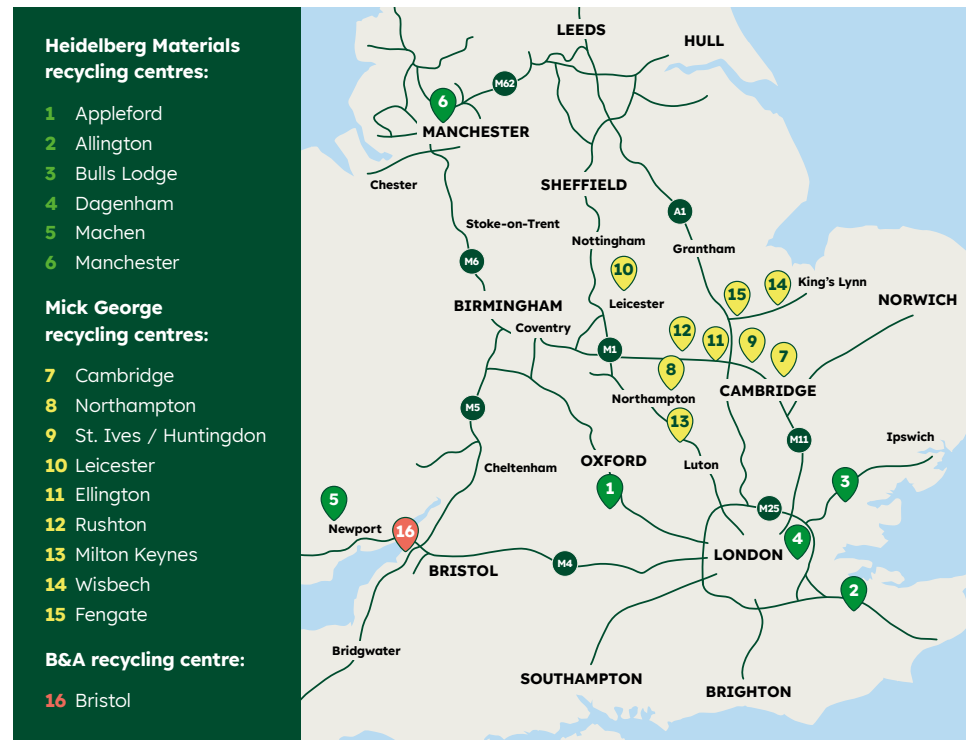 Heidelberg Materials
recycling centres:
1 Appleford
2 Allington
3 Bulls Lodge
4 Dagenham
5 Machen
6 Manchester
Mick George
recycling centres:
7 Cambridge
8 Northampton
9 St. Ives / Huntingdon
10 Leicester
11 Ellington
12 Rushton
13 Milton Keynes
14 Wisbech
15 Fengate
B&A recycling centre:
16 Bristol
LEEDS
HULL
M62
6
MANCHESTER
Chester
SHEFFIELD
A1
Stoke-on-Trent
Nottingham
Grantham
M6
10
14
King's Lynn
15
Leicester
NORWICH
BIRMINGHAM
Coventry
12
11
9
M1
7
8
CAMBRIDGE
Northampton
M5
13
M11
Ipswich
OXFORD
Luton
Cheltenham
3
1
5
M25
Newport
16
4
LONDON
M4
BRISTOL
2
Bridgwater
SOUTHAMPTON
BRIGHTON